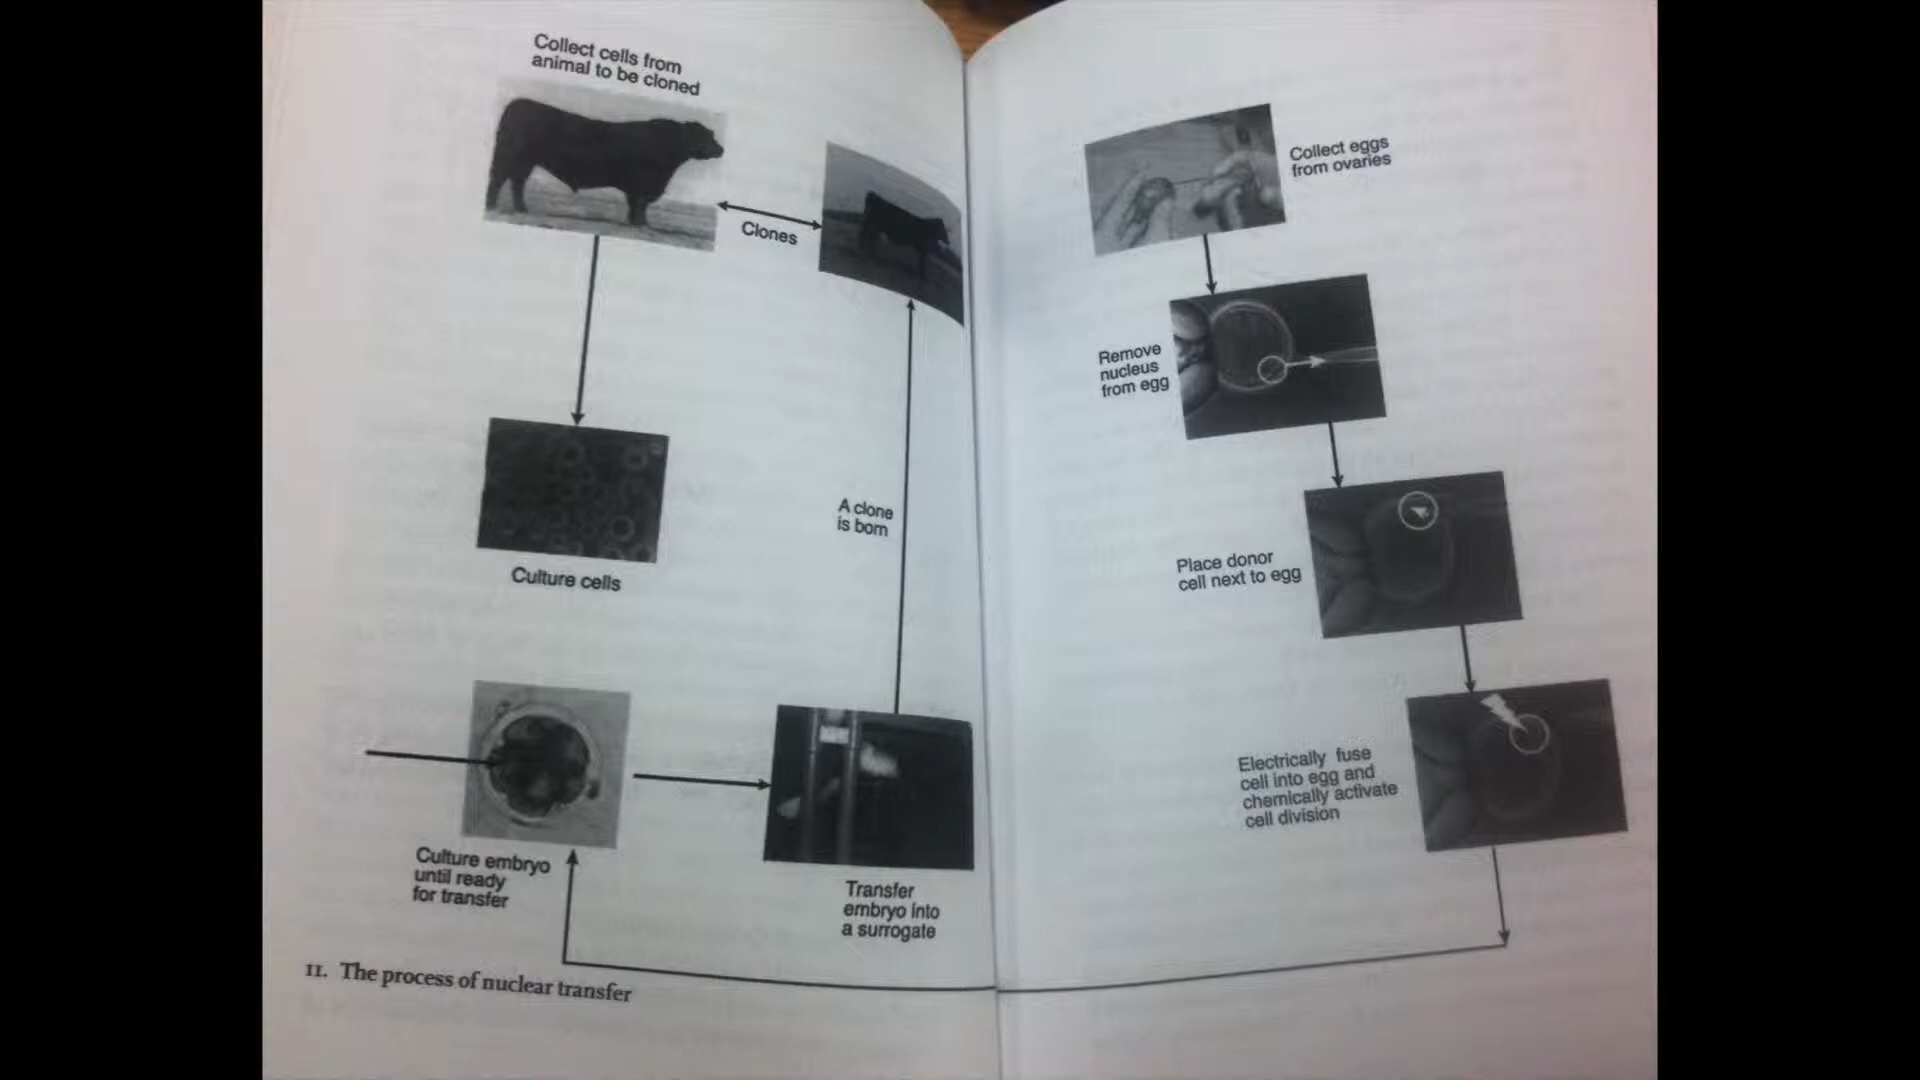 Collect cells from
animal to be cloned
Clones
Culture cells
A clone
is born
Culture embryo
until ready
for transfer
Transfer
embryo into
a surrogate
11. The process of nuclear transfer
Collect eggs
from ovaries
Remove
nucleus
from egg
Place donor
cell next to egg
Electrically fuse
cell into egg and
chemically activate
cell division